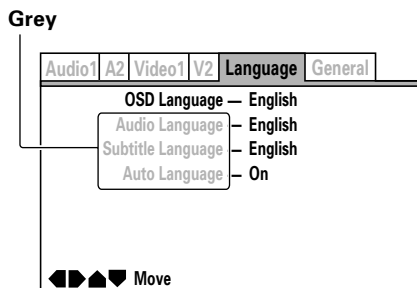 Grey
Audio1 A2 Video1 V2 Language General
OSD Language — English
Audio Language – English
Subtitle Language – English
Auto Language – On
Move